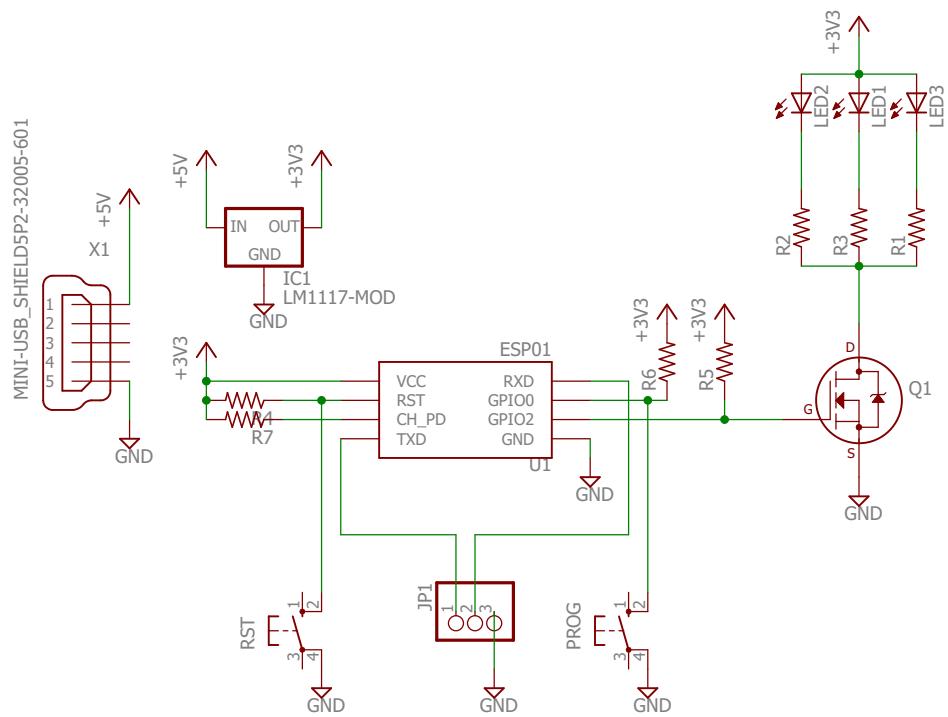 +3V3
LED2
LED1
LED3
R2
R3
R1
MINI-USB_SHIELD5P2-32005-601
+5V
X1
1
2
3
4
5
GND
+5V
+3V3
IN
OUT
GND
IC1
LM1117-MOD
GND
+3V3
R4
R7
ESP01
VCC
RST
CH_PD
TXD
RXD
GPIO0
GPIO2
GND
U1
GND
+3V3
R6
+3V3
R5
D
G
S
Q1
GND
RST
1
2
3
4
GND
JP1
1
2
3
GND
PROG
1
2
3
4
GND